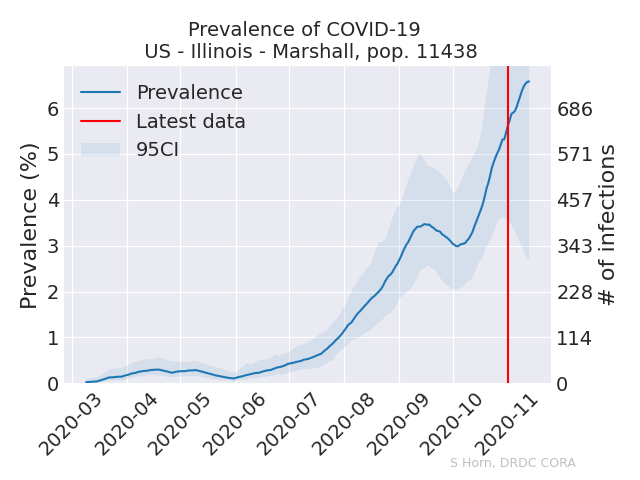 Prevalence of COVID-19
US - Illinois - Marshall, pop. 11438
Prevalence
Latest data
95CI
Prevalence (%)
6
5
4
3
2
1
0
686
571
457
343
228
114
0
# of infections
2020-03
2020-04
2020-05
2020-06
2020-07
2020-08
2020-09
2020-10
2020-11
S Horn, DRDC CORA